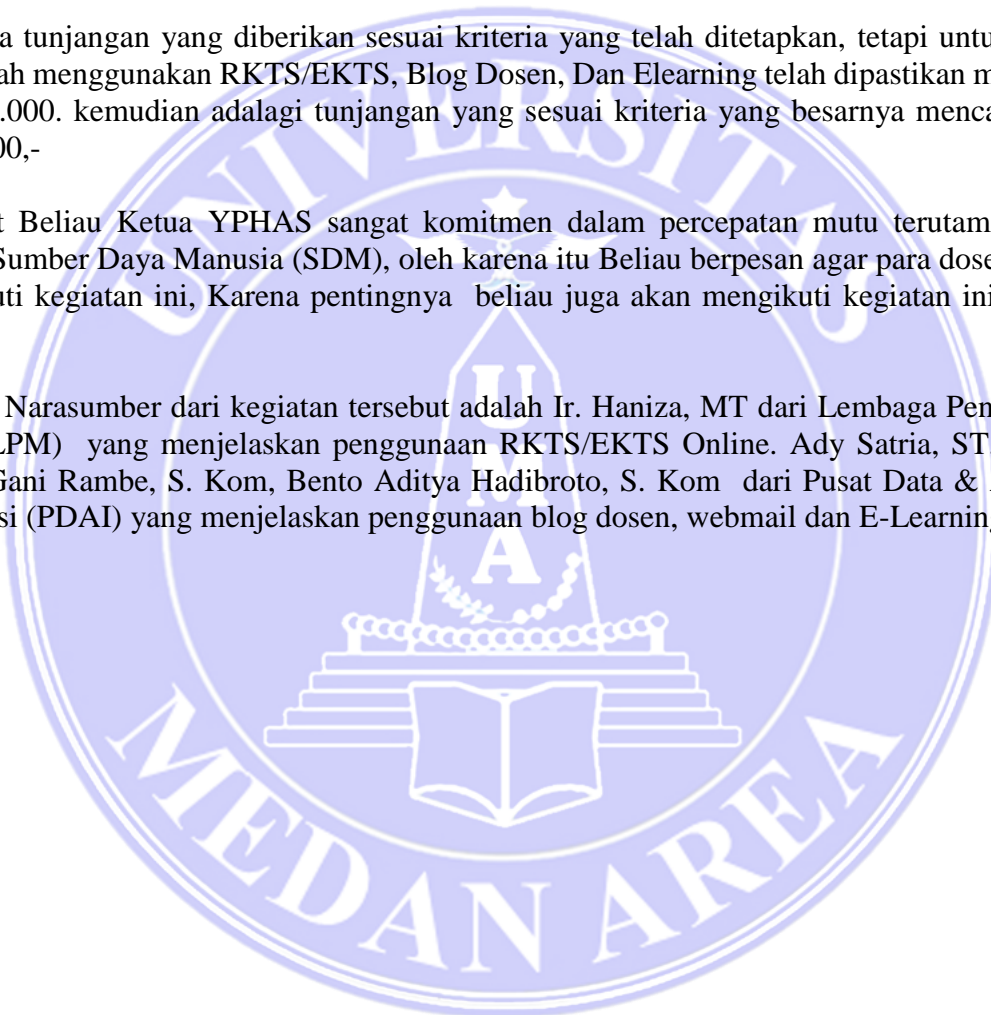 a tunjangan yang diberikan sesuai kriteria yang telah ditetapkan, tetapi untu
ah menggunakan RKTS/EKTS, Blog Dosen, Dan Elearning telah dipastikan m
.000. kemudian adalagi tunjangan yang sesuai kriteria yang besarnya menca
00,-
t Beliau Ketua YPHAS sangat komitmen dalam percepatan mutu terutam
Sumber Daya Manusia (SDM), oleh karena itu Beliau berpesan agar para dose
uti kegiatan ini, Karena pentingnya beliau juga akan mengikuti kegiatan ini
Narasumber dari kegiatan tersebut adalah Ir. Haniza, MT dari Lembaga Pen
LPM) yang menjelaskan penggunaan RKTS/EKTS Online. Ady Satria, ST.
Gani Rambe, S. Kom, Bento Aditya Hadibroto, S. Kom dari Pusat Data &
si (PDAI) yang menjelaskan penggunaan blog dosen, webmail dan E-Learning
UNIVERSITAS
UMA
MEDAN AREA